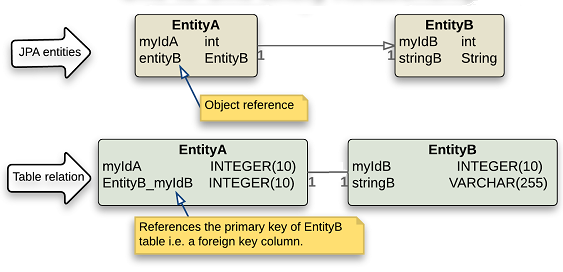 JPA entities
EntityA
myIdA int
entityB EntityB
1
1
EntityB
myIdB int
stringB String
Object reference
Table relation
EntityA
myIdA INTEGER(10)
EntityB_myIdB INTEGER(10)
1
1
EntityB
myIdB INTEGER(10)
stringB VARCHAR(255)
References the primary key of EntityB
table i.e. a foreign key column.